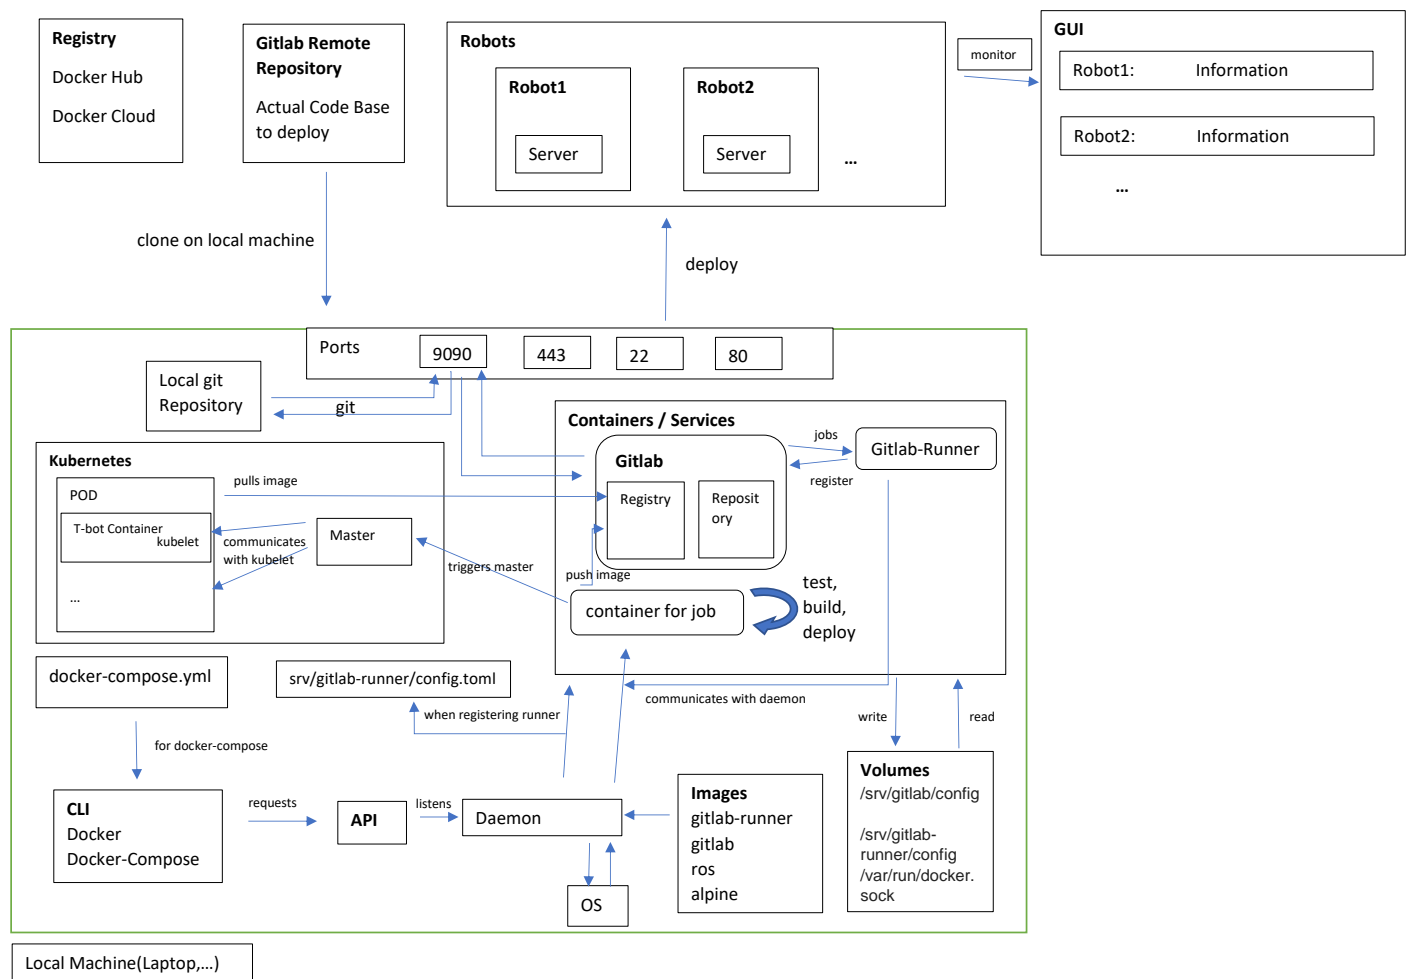 Registry
Docker Hub
Docker Cloud
Gitlab Remote
Repository
Actual Code Base
to deploy
Robots
Robot1
Server
Robot2
Server
...
monitor
GUI
Robot1: Information
Robot2: Information
...
clone on local machine
deploy
Ports
9090
443
22
80
Local git
Repository
git
Containers / Services
Gitlab
Registry
Reposit
ory
jobs
register
Gitlab-Runner
Kubernetes
POD
T-bot Container
kubelet
...
pulls image
communicates
with kubelet
Master
triggers master
push image
container for job
test,
build,
deploy
docker-compose.yml
srv/gitlab-runner/config.toml
when registering runner
communicates with daemon
write
read
for docker-compose
CLI
Docker
Docker-Compose
requests
API
listens
Daemon
OS
Images
gitlab-runner
gitlab
ros
alpine
Volumes
/srv/gitlab/config
/srv/gitlab-
runner/config
/var/run/docker.
sock
Local Machine(Laptop,...)